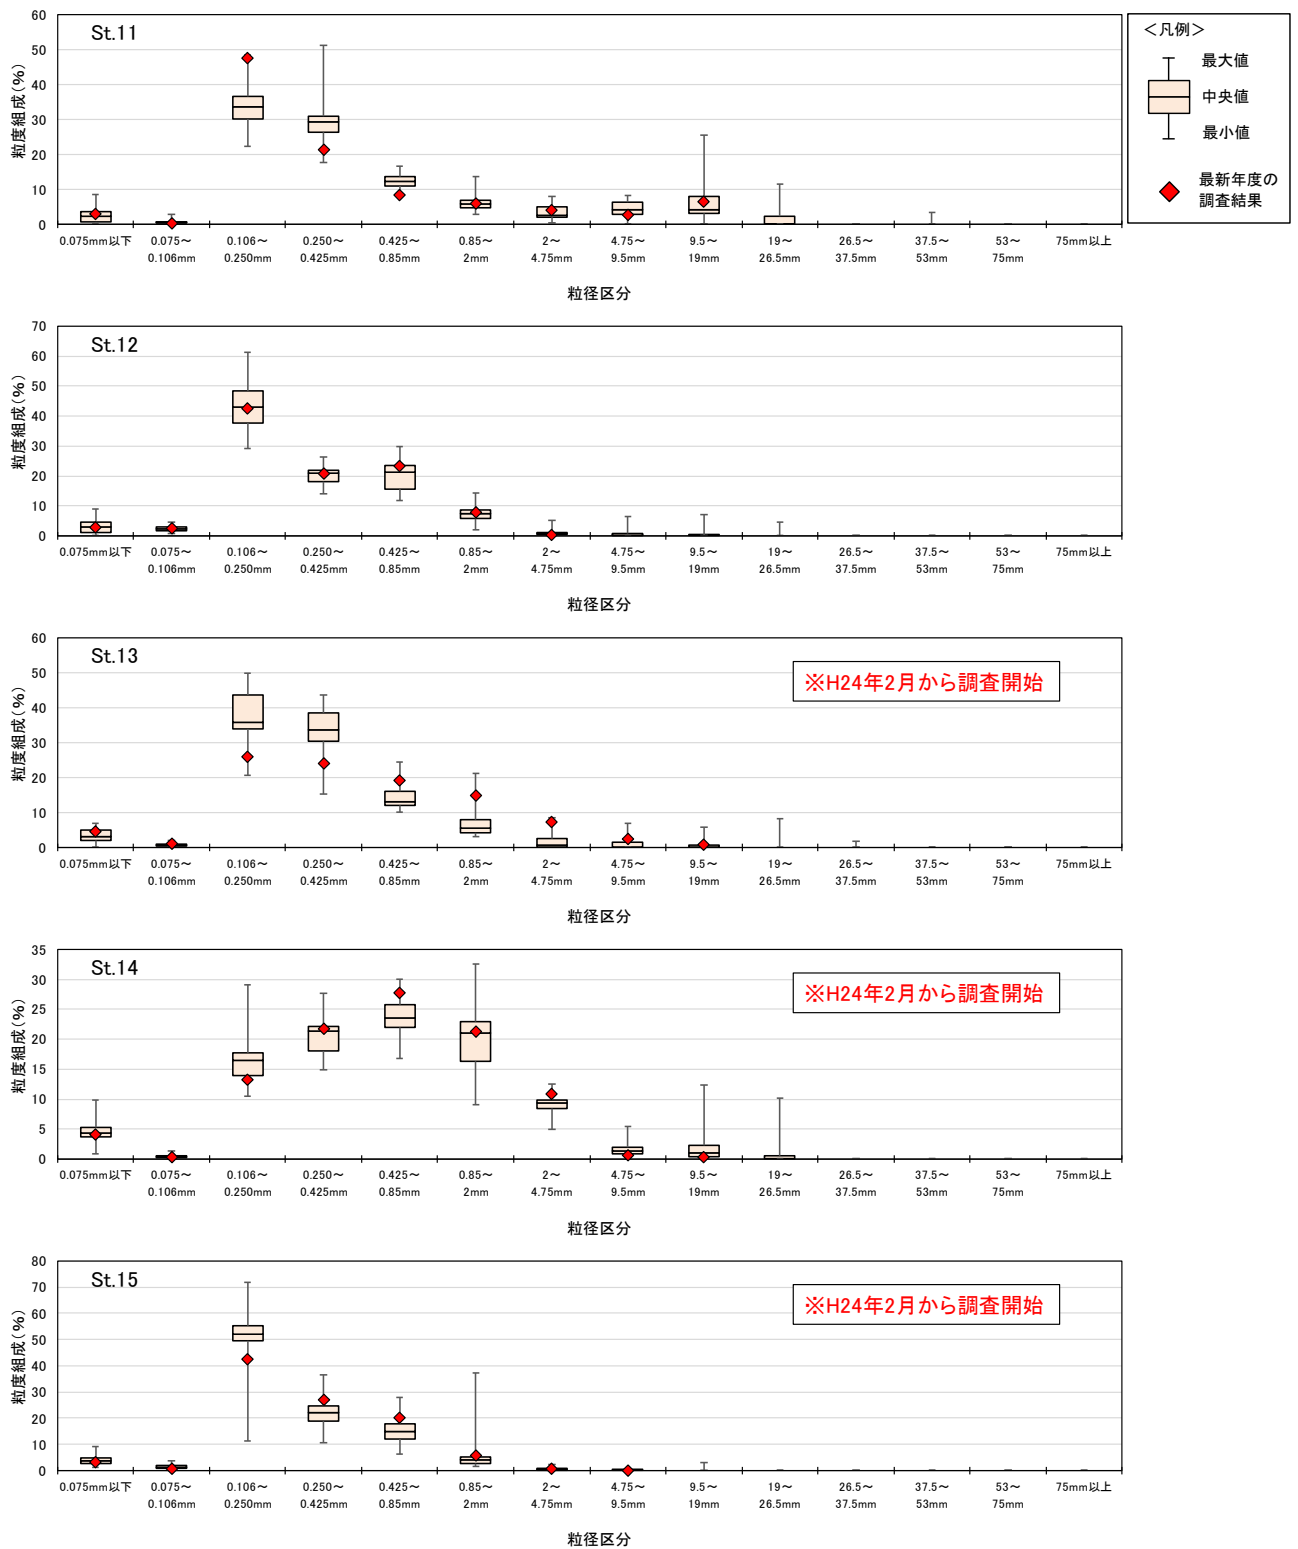 St.11
60
50
40
30
20
10
0
粒度組成(%)
0.075mm以下 0.075～ 0.106～ 0.250～ 0.425～ 0.85～ 2～ 4.75～ 9.5～ 19～ 26.5～ 37.5～ 53～ 75mm以上
0.106mm 0.250mm 0.425mm 0.85mm 2mm 4.75mm 9.5mm 19mm 26.5mm 37.5mm 53mm 75mm
粒径区分
＜凡例＞
最大値
中央値
最小値
最新年度の
調査結果
St.12
70
60
50
40
30
20
10
0
粒度組成(%)
0.075mm以下 0.075～ 0.106～ 0.250～ 0.425～ 0.85～ 2～ 4.75～ 9.5～ 19～ 26.5～ 37.5～ 53～ 75mm以上
0.106mm 0.250mm 0.425mm 0.85mm 2mm 4.75mm 9.5mm 19mm 26.5mm 37.5mm 53mm 75mm
粒径区分
St.13
※H24年2月から調査開始
60
50
40
30
20
10
0
粒度組成(%)
0.075mm以下 0.075～ 0.106～ 0.250～ 0.425～ 0.85～ 2～ 4.75～ 9.5～ 19～ 26.5～ 37.5～ 53～ 75mm以上
0.106mm 0.250mm 0.425mm 0.85mm 2mm 4.75mm 9.5mm 19mm 26.5mm 37.5mm 53mm 75mm
粒径区分
St.14
※H24年2月から調査開始
35
30
25
20
15
10
5
0
粒度組成(%)
0.075mm以下 0.075～ 0.106～ 0.250～ 0.425～ 0.85～ 2～ 4.75～ 9.5～ 19～ 26.5～ 37.5～ 53～ 75mm以上
0.106mm 0.250mm 0.425mm 0.85mm 2mm 4.75mm 9.5mm 19mm 26.5mm 37.5mm 53mm 75mm
粒径区分
St.15
※H24年2月から調査開始
80
70
60
50
40
30
20
10
0
粒度組成(%)
0.075mm以下 0.075～ 0.106～ 0.250～ 0.425～ 0.85～ 2～ 4.75～ 9.5～ 19～ 26.5～ 37.5～ 53～ 75mm以上
0.106mm 0.250mm 0.425mm 0.85mm 2mm 4.75mm 9.5mm 19mm 26.5mm 37.5mm 53mm 75mm
粒径区分